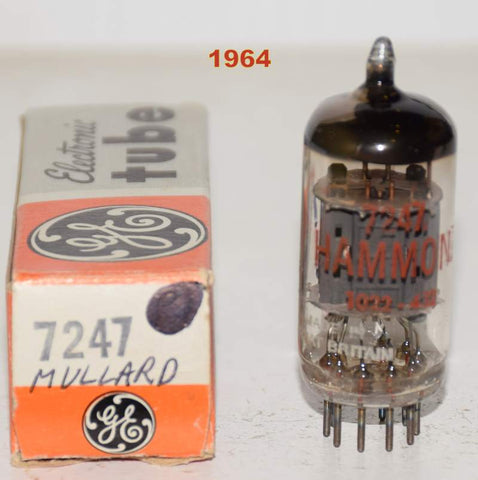 1964
Electronic
tube
GE
7247
MULLARD
GE
7247
HAMMOND
BRITAIN